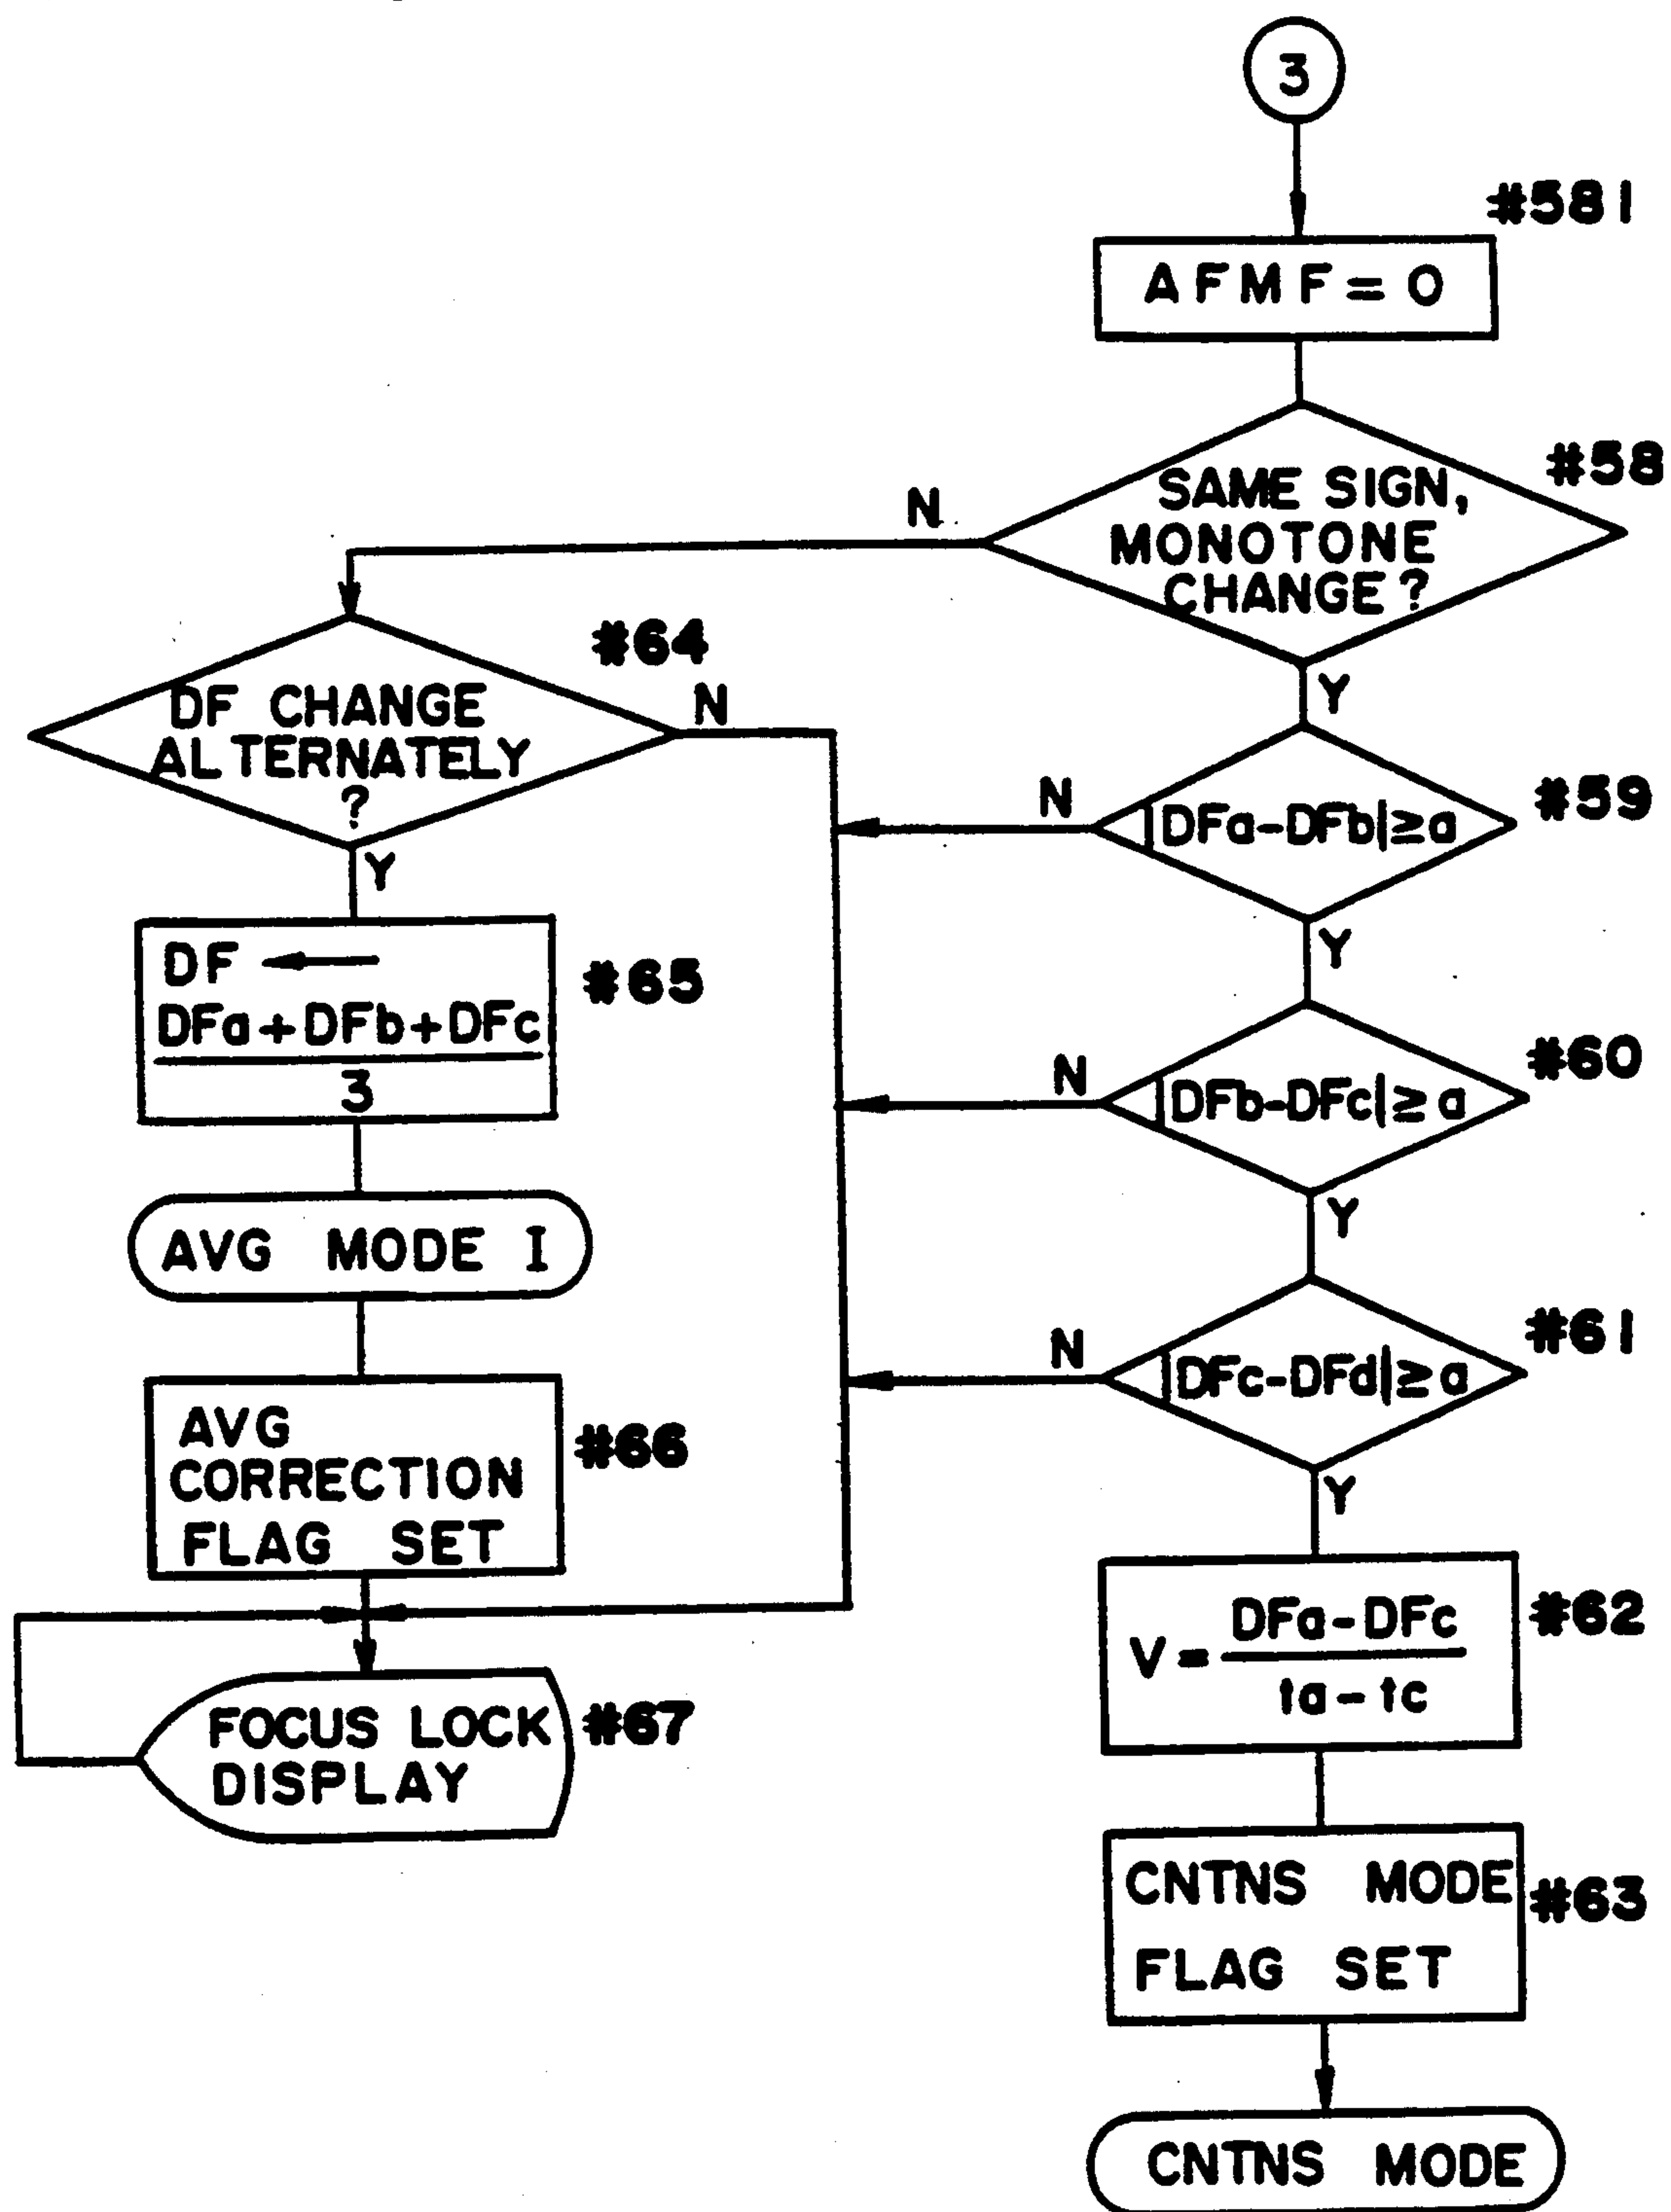 3
#581
AFMF=0
#58
SAME SIGN,
MONOTONE
CHANGE?
N
Y
#64
DF CHANGE
ALTERNATELY
?
N
Y
#59
|DFa-DFb|≥a
N
Y
#65
DF ←
DFa+DFb+DFc
3
#60
|DFb-DFc|≥a
N
Y
AVG MODE I
#61
|DFc-DFd|≥a
N
Y
AVG
CORRECTION
FLAG SET
#66
#62
V = DFa-DFc
ta-tc
FOCUS LOCK
DISPLAY
#67
CNTNS MODE
FLAG SET
#63
CNTNS MODE